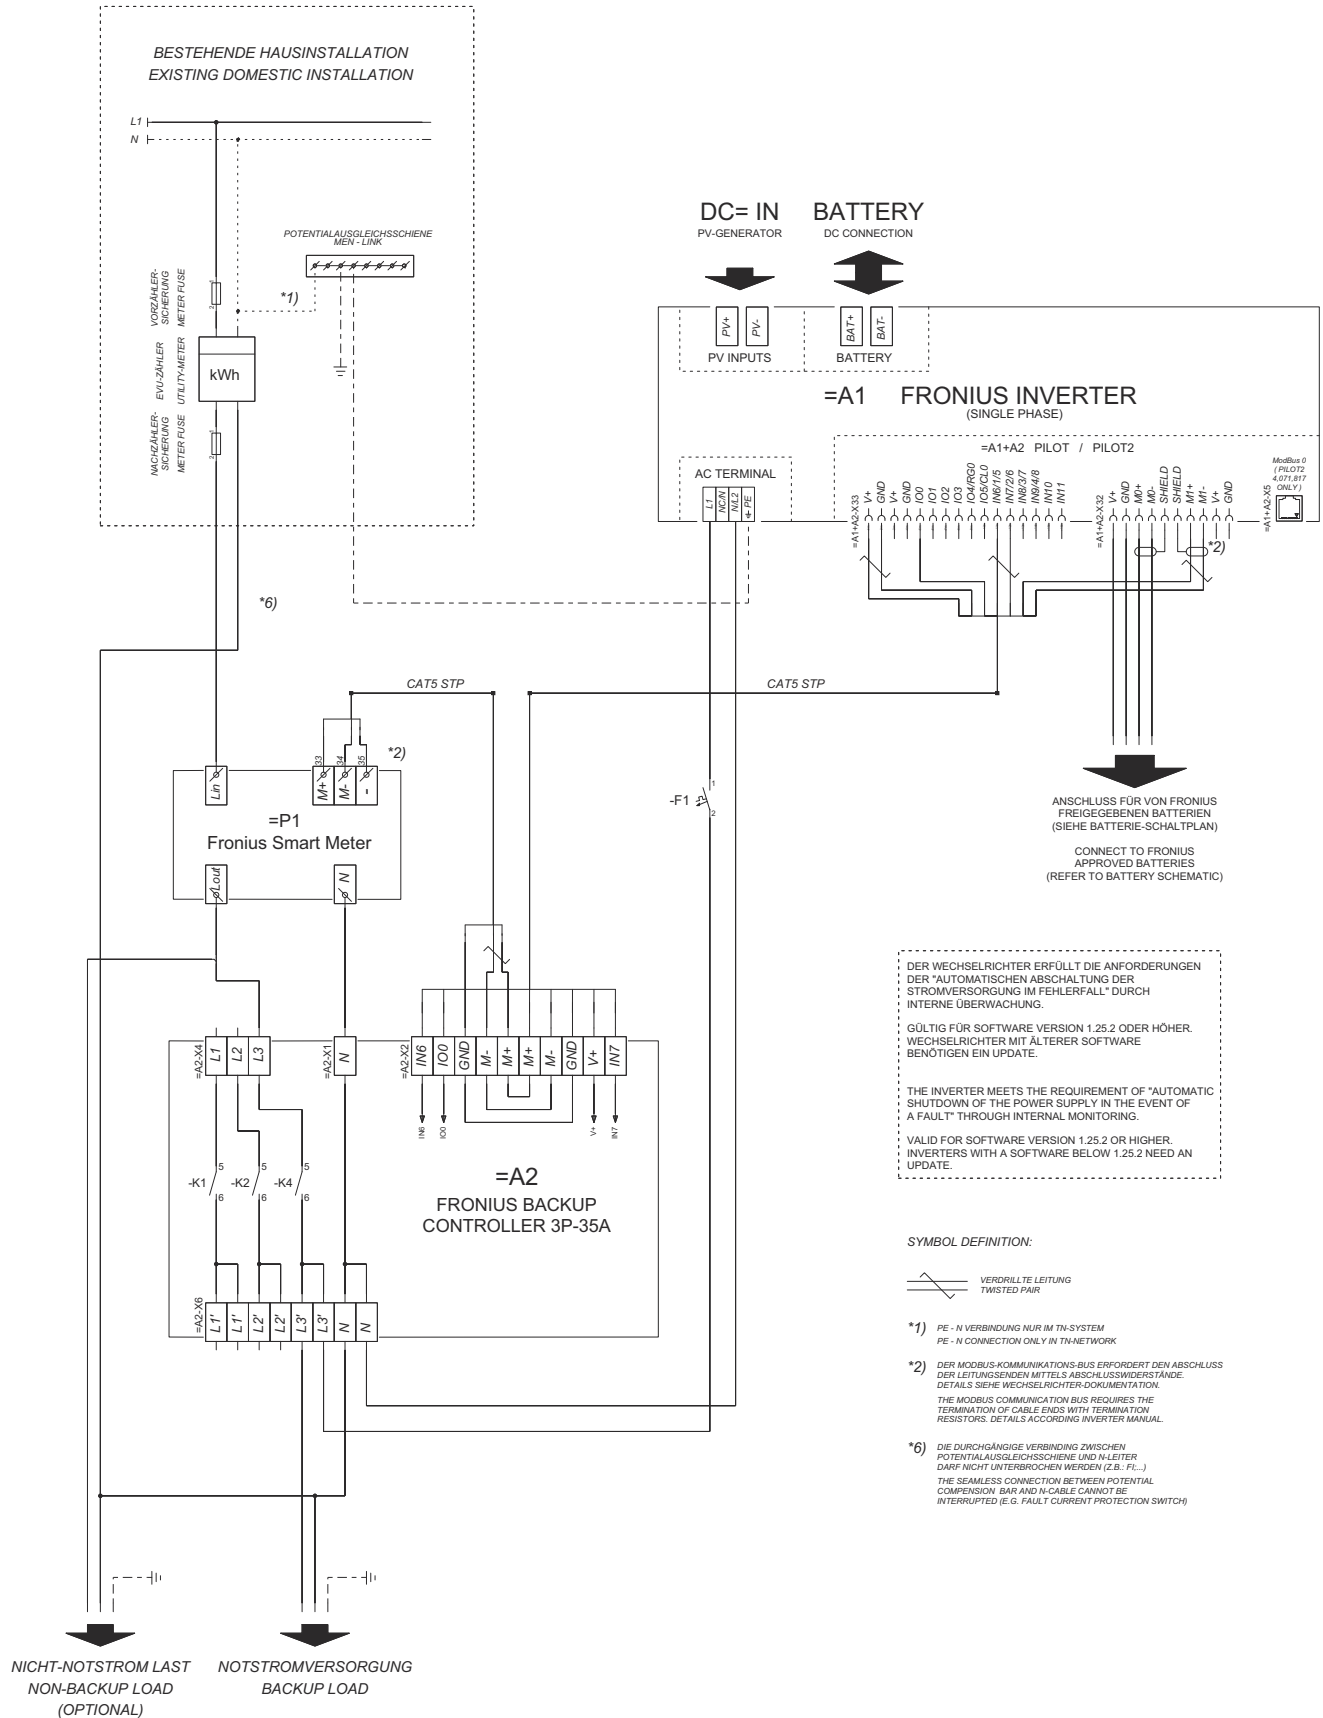 BESTEHENDE HAUSINSTALLATION
EXISTING DOMESTIC INSTALLATION
L1
N
POTENTIALAUSGLEICHSSCHIENE
MEN - LINK
*1)
VORZÄHLER-
SICHERUNG
METER FUSE
1
2
EVU-ZÄHLER
UTILITY-METER
kWh
NACHZÄHLER-
SICHERUNG
METER FUSE
1
2
*6)
DC= IN
PV-GENERATOR
BATTERY
DC CONNECTION
PV+
PV-
PV INPUTS
BAT+
BAT-
BATTERY
=A1 FRONIUS INVERTER
(SINGLE PHASE)
=A1+A2 PILOT / PILOT2
AC TERMINAL
L1
NC/N
N/L2
PE
=A1+A2-X33
V+
GND
V+
GND
IO0
IO1
IO2
IO3
IO4/RG0
IO5/CL0
IN6/1/5
IN7/2/6
IN8/3/7
IN9/4/8
IN10
IN11
=A1+A2-X32
V+
GND
M0+
M0-
SHIELD
SHIELD
M1+
M1-
V+
GND
=A1+A2-X5
ModBus 0
( PILOT2
4,071,817
ONLY )
*2)
CAT5 STP
CAT5 STP
*2)
Lin
33
34
35
M+
M-
-
=P1
Fronius Smart Meter
Lout
N
-F1
1
2
ANSCHLUSS FÜR VON FRONIUS
FREIGEGEBENEN BATTERIEN
(SIEHE BATTERIE-SCHALTPLAN)
CONNECT TO FRONIUS
APPROVED BATTERIES
(REFER TO BATTERY SCHEMATIC)
DER WECHSELRICHTER ERFÜLLT DIE ANFORDERUNGEN
DER "AUTOMATISCHEN ABSCHALTUNG DER
STROMVERSORGUNG IM FEHLERFALL" DURCH
INTERNE ÜBERWACHUNG.
GÜLTIG FÜR SOFTWARE VERSION 1.25.2 ODER HÖHER.
WECHSELRICHTER MIT ÄLTERER SOFTWARE
BENÖTIGEN EIN UPDATE.
THE INVERTER MEETS THE REQUIREMENT OF "AUTOMATIC
SHUTDOWN OF THE POWER SUPPLY IN THE EVENT OF
A FAULT" THROUGH INTERNAL MONITORING.
VALID FOR SOFTWARE VERSION 1.25.2 OR HIGHER.
INVERTERS WITH A SOFTWARE BELOW 1.25.2 NEED AN
UPDATE.
=A2-X4
L1
L2
L3
=A2-X1
N
=A2-X2
IN6
IO0
GND
M-
M+
M+
M-
GND
V+
IN7
IN6
IO0
V+
IN7
-K1
5
6
-K2
5
6
-K4
5
6
=A2
FRONIUS BACKUP
CONTROLLER 3P-35A
=A2-X6
L1'
L1'
L2'
L2'
L3'
L3'
N
N
SYMBOL DEFINITION:
VERDRILLTE LEITUNG
TWISTED PAIR
*1) PE - N VERBINDUNG NUR IM TN-SYSTEM
PE - N CONNECTION ONLY IN TN-NETWORK
*2) DER MODBUS-KOMMUNIKATIONS-BUS ERFORDERT DEN ABSCHLUSS
DER LEITUNGSENDEN MITTELS ABSCHLUSSWIDERSTÄNDE.
DETAILS SIEHE WECHSELRICHTER-DOKUMENTATION.
THE MODBUS COMMUNICATION BUS REQUIRES THE
TERMINATION OF CABLE ENDS WITH TERMINATION
RESISTORS. DETAILS ACCORDING INVERTER MANUAL.
*6) DIE DURCHGÄNGIGE VERBINDING ZWISCHEN
POTENTIALAUSGLEICHSSCHIENE UND N-LEITER
DARF NICHT UNTERBROCHEN WERDEN (Z.B.: FI;...)
THE SEAMLESS CONNECTION BETWEEN POTENTIAL
COMPENSION BAR AND N-CABLE CANNOT BE
INTERRUPTED (E.G. FAULT CURRENT PROTECTION SWITCH)
NICHT-NOTSTROM LAST
NON-BACKUP LOAD
(OPTIONAL)
NOTSTROMVERSORGUNG
BACKUP LOAD